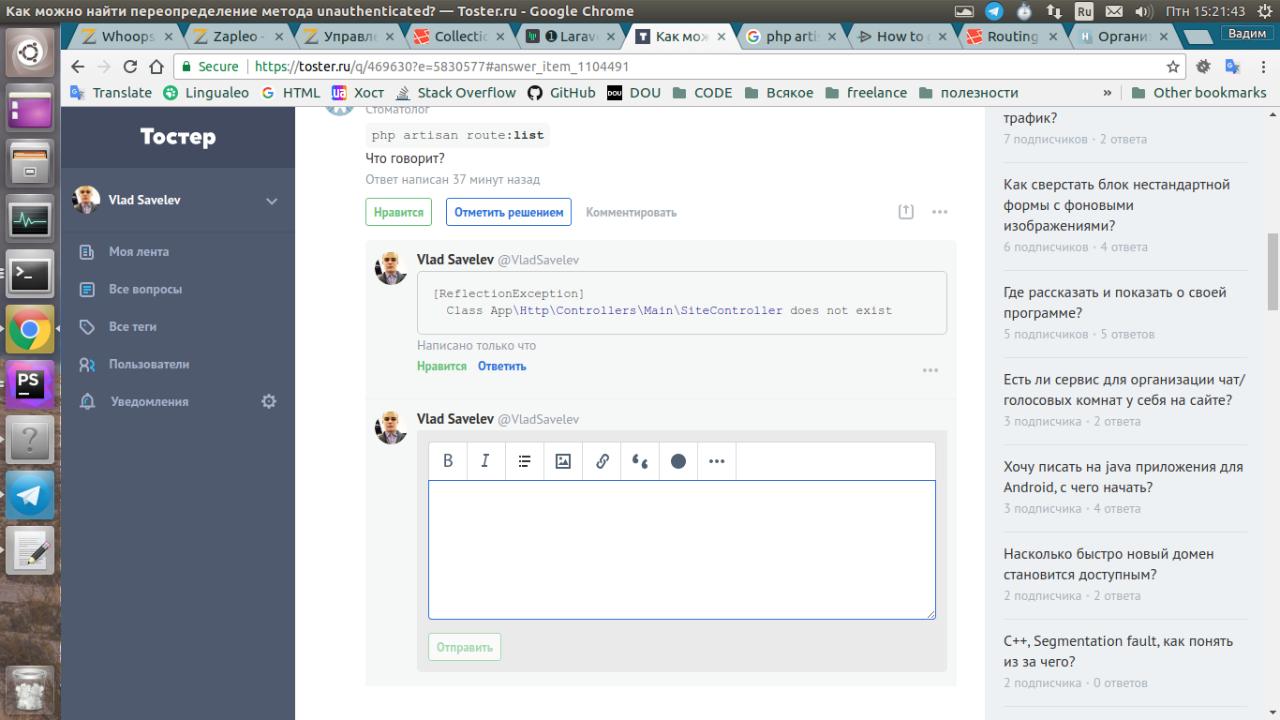 Как можно найти переопределение метода unauthenticated? — Toster.ru - Google Chrome
Ru
Птн 15:21:43
Whoops
Zapleo -
Управл
Collectic
Larav
Как мож
php arti
How to
Routing
Органи
Вадим
Secure
https://toster.ru/q/469630?e=5830577#answer_item_1104491
Translate
Lingualeo
HTML
Хост
Stack Overflow
GitHub
DOU
CODE
Всякое
freelance
полезности
»
Other bookmarks
Тостер
Vlad Savelev
Моя лента
Все вопросы
Все теги
Пользователи
Уведомления
Стоматолог
php artisan route:list
Что говорит?
Ответ написан 37 минут назад
Нравится
Отметить решением
Комментировать
Vlad Savelev @VladSavelev
[ReflectionException]
Class App\Http\Controllers\Main\SiteController does not exist
Написано только что
Нравится
Ответить
Vlad Savelev @VladSavelev
B
I
Отправить
трафик?
7 подписчиков · 2 ответа
Как сверстать блок нестандартной
формы с фоновыми
изображениями?
6 подписчиков · 4 ответа
Где рассказать и показать о своей
программе?
5 подписчиков · 5 ответов
Есть ли сервис для организации чат/
голосовых комнат у себя на сайте?
3 подписчика · 2 ответа
Хочу писать на java приложения для
Android, с чего начать?
3 подписчика · 4 ответа
Насколько быстро новый домен
становится доступным?
2 подписчика · 2 ответа
C++, Segmentation fault, как понять
из за чего?
2 подписчика · 0 ответов
PS